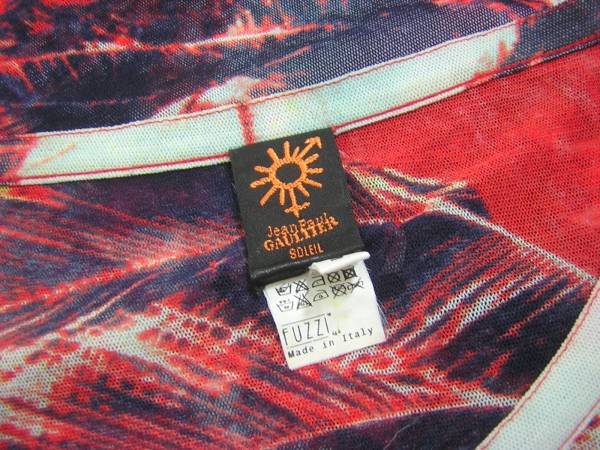 Jean Paul
GAULTIER
SOLEIL
FUZZI
Made in Italy